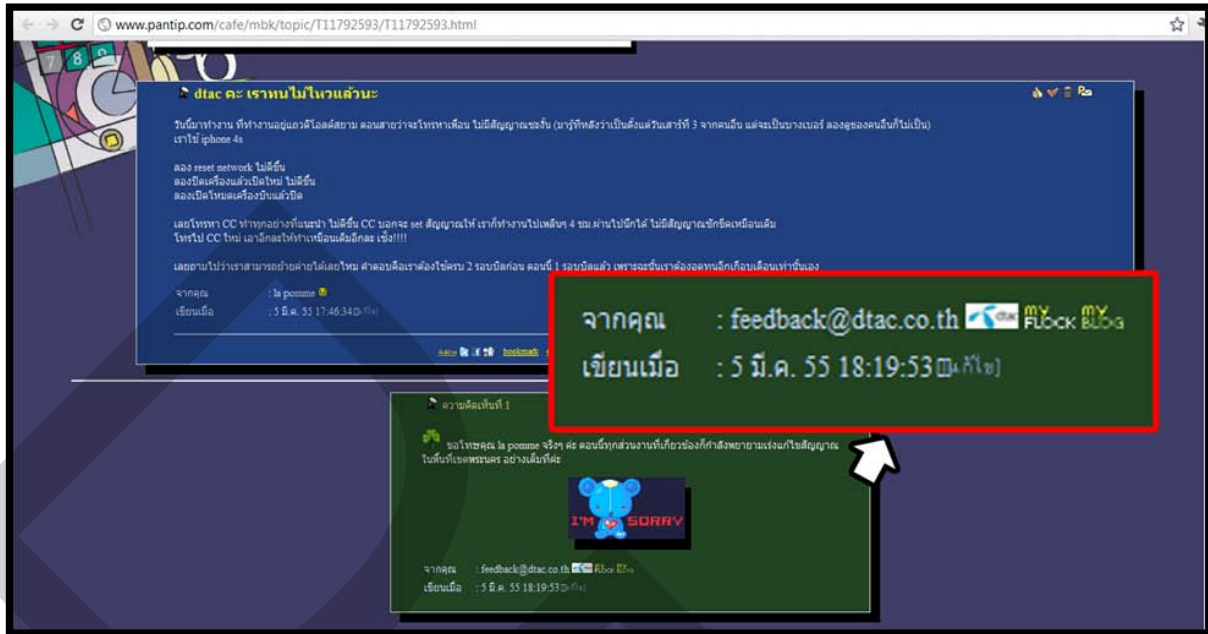 www.pantip.com/cafe/mbk/topic/T11792593/T11792593.html
7 8 9
dtac คะ เราทนไม่ไหวแล้วนะ
วันนี้มาทำงาน ที่ทำงานอยู่แถวดิโอลด์สยาม ตอนสายว่าจะโทรหาเพื่อน ไม่มีสัญญาณซะงั้น (มารู้ทีหลังว่าเป็นตั้งแต่วันเสาร์ที่ 3 จากคนอื่น แต่จะเป็นบางเบอร์ ลองดูของคนอื่นก็ไม่เป็น)
เราใช้ iphone 4s
ลอง reset network ไม่ดีขึ้น
ลองปิดเครื่องแล้วเปิดใหม่ ไม่ดีขึ้น
ลองเปิดโหมดเครื่องบินแล้วปิด
เลยโทรหา CC ทำทุกอย่างที่แนะนำ ไม่ดีขึ้น CC บอกจะ set สัญญาณให้ เราก็ทำงานไปเพลินๆ 4 ชม.ผ่านไปนึกได้ ไม่มีสัญญาณซักขีดเหมือนเดิม
โทรไป CC ใหม่ เอาอีกละให้ทำเหมือนเดิมอีกละ เซ็ง!!!!
เลยถามไปว่าเราสามารถย้ายค่ายได้เลยไหม คำตอบคือเราต้องใช้ครบ 2 รอบบิลก่อน ตอนนี้ 1 รอบบิลแล้ว เพราะฉะนั้นเราต้องอดทนอีกเกือบเดือนเท่านั้นเอง
จากคุณ : la pomme
เขียนเมื่อ : 5 มี.ค. 55 17:46:34
bookmark
จากคุณ : feedback@dtac.co.th dtac MY FLOCK MY BLOG
เขียนเมื่อ : 5 มี.ค. 55 18:19:53 [แก้ไข]
ความคิดเห็นที่ 1
ขอโทษคุณ la pomme จริงๆ ค่ะ ตอนนี้ทุกส่วนงานที่เกี่ยวข้องก็กำลังพยายามเร่งแก้ไขสัญญาณ
ในพื้นที่เขตพระนคร อย่างเต็มที่ค่ะ
I'M SORRY
จากคุณ : feedback@dtac.co.th
เขียนเมื่อ : 5 มี.ค. 55 18:19:53